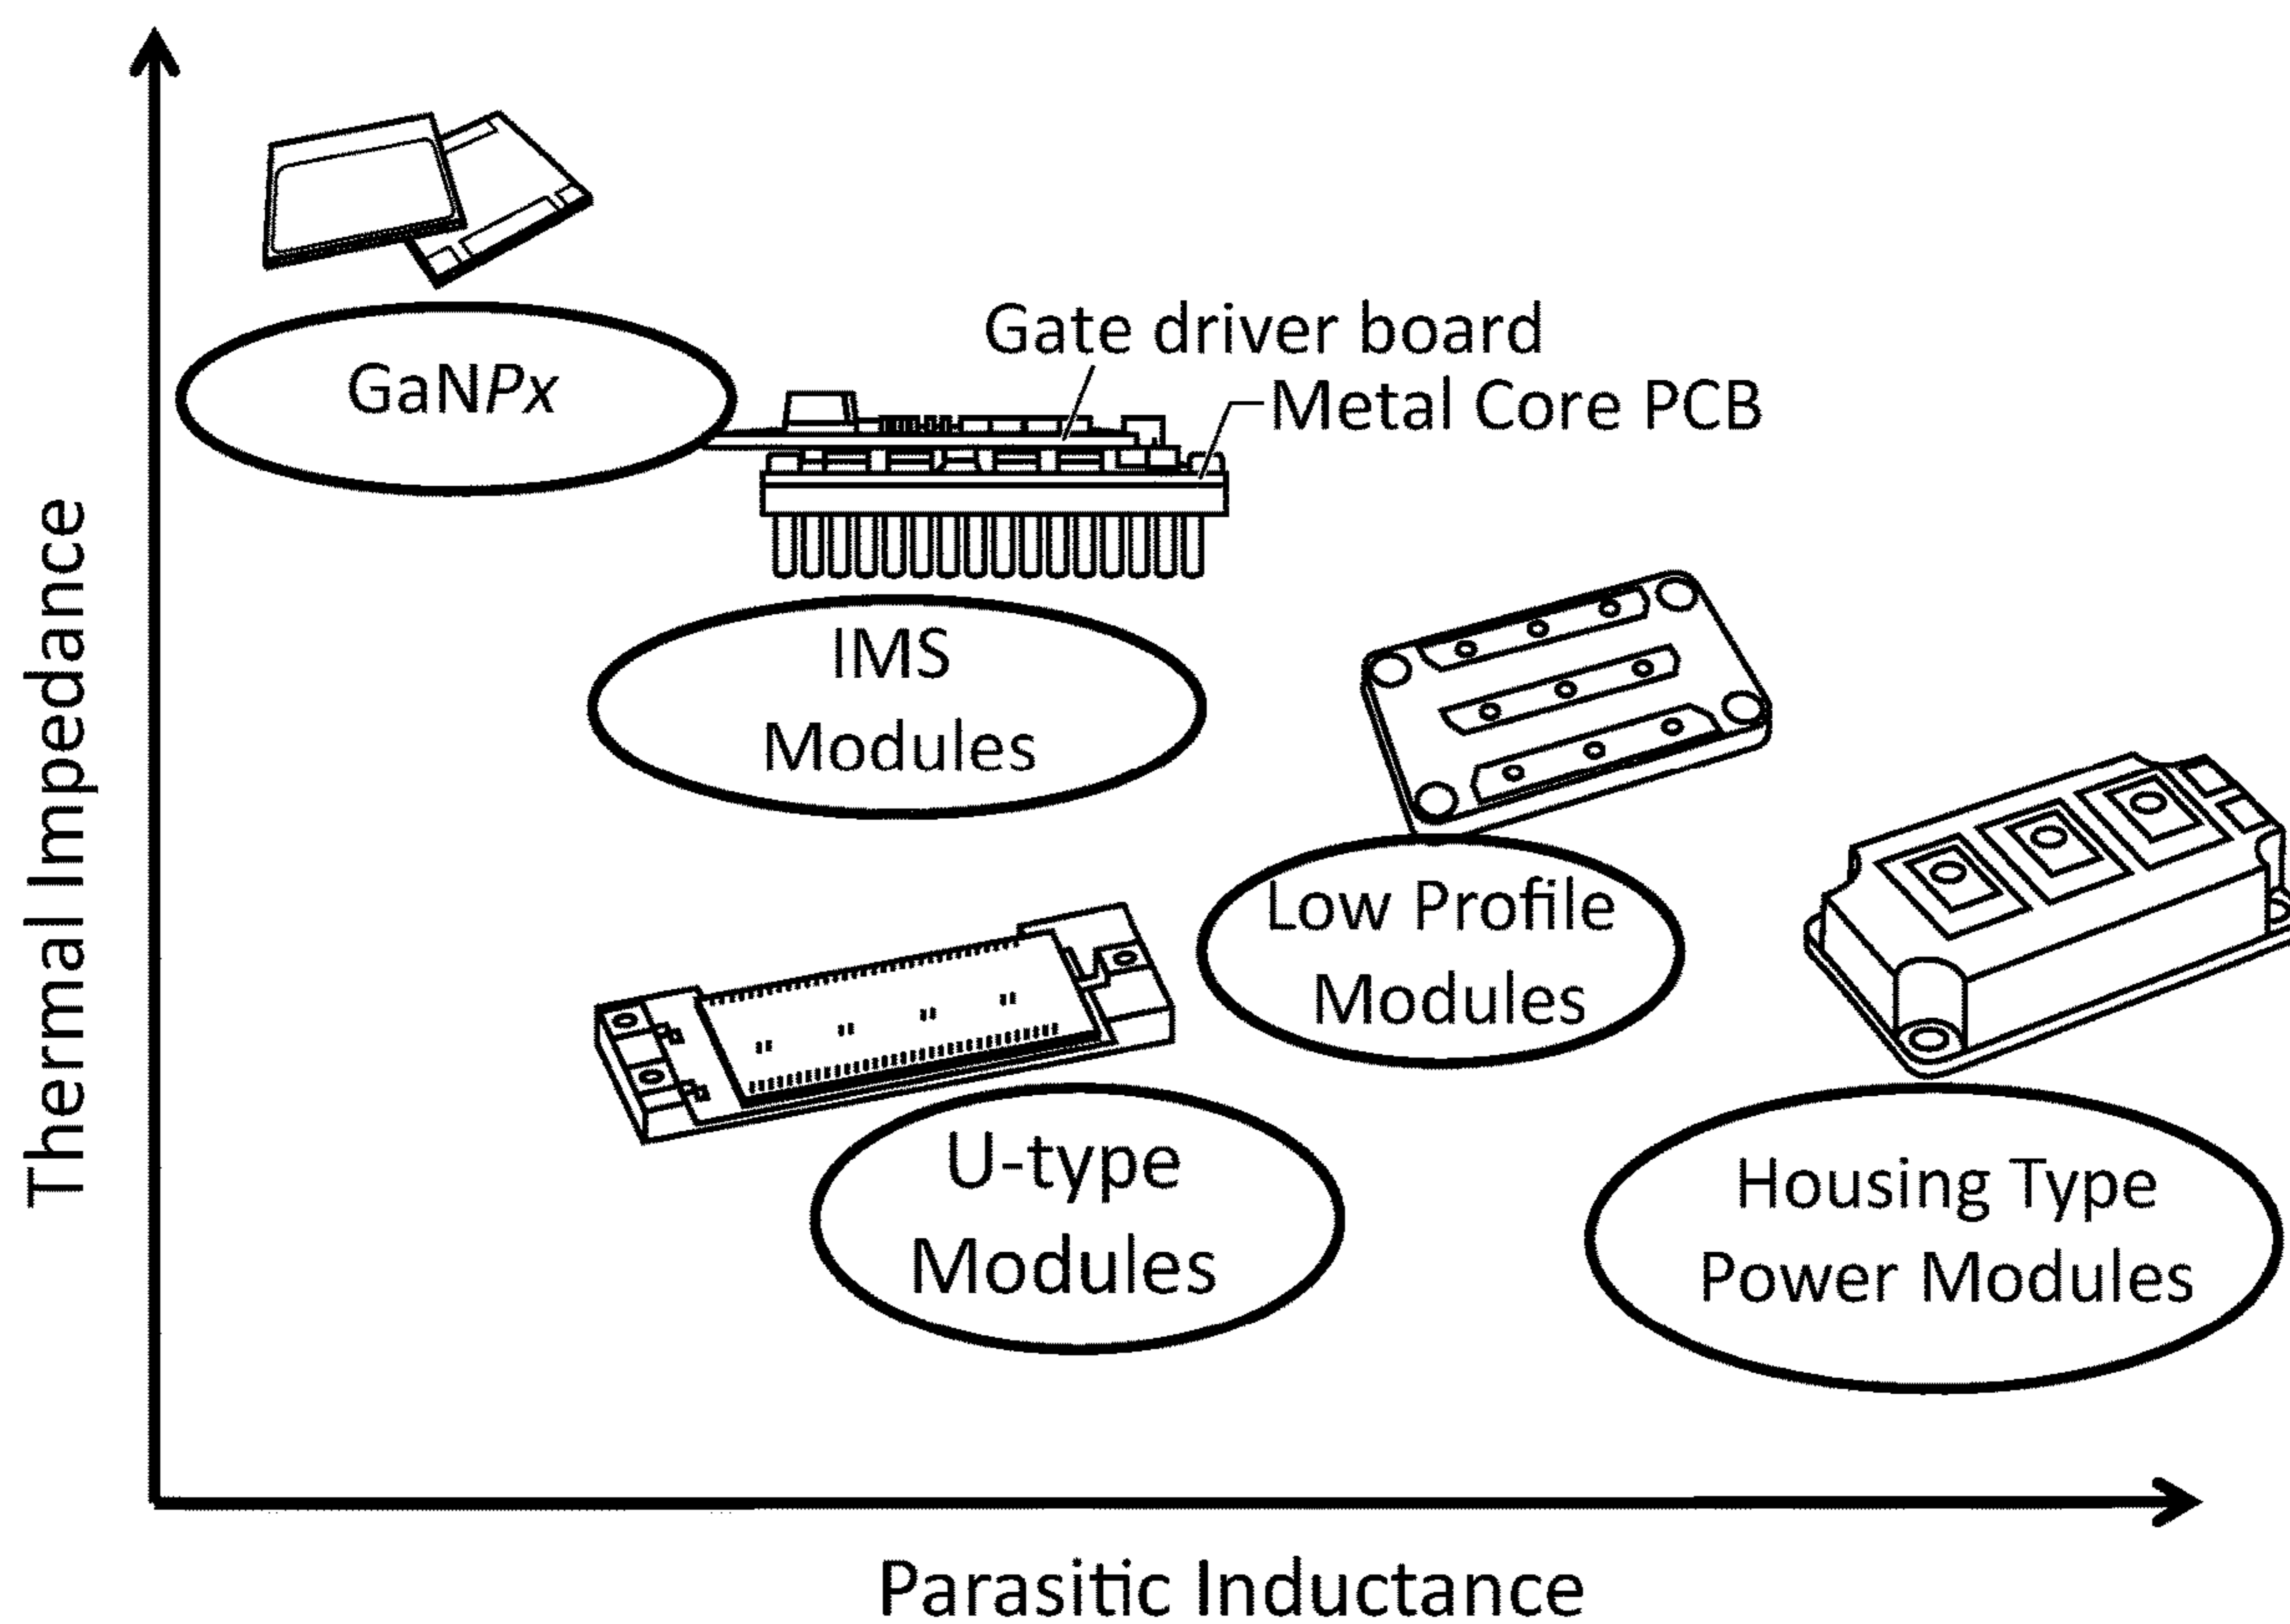 Thermal Impedance
GaNPx
Gate driver board
Metal Core PCB
IMS
Modules
Low Profile
Modules
U-type
Modules
Housing Type
Power Modules
Parasitic Inductance